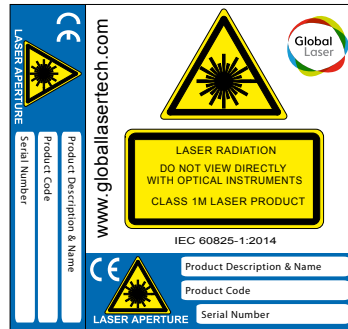 CE
LASER APERTURE
Product Description & Name
Product Code
Serial Number
www.globallasertech.com
Global
Laser
LASER RADIATION
DO NOT VIEW DIRECTLY
WITH OPTICAL INSTRUMENTS
CLASS 1M LASER PRODUCT
IEC 60825-1:2014
CE
LASER APERTURE
Product Description & Name
Product Code
Serial Number